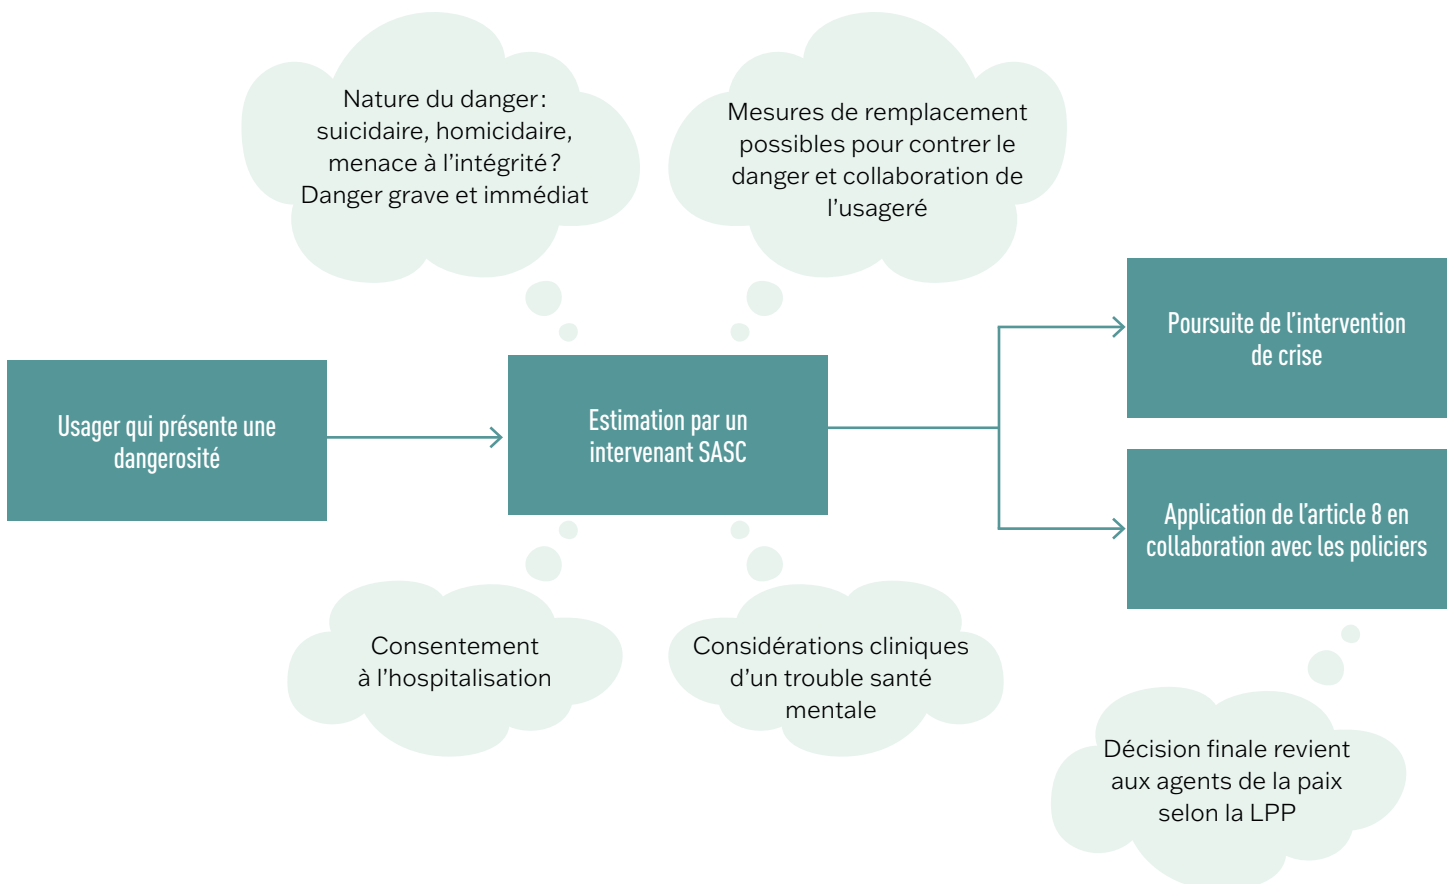 Nature du danger :
suicidaire, homicidaire,
menace à l’intégrité ?
Danger grave et immédiat
Mesures de remplacement
possibles pour contrer le
danger et collaboration de
l’usageré
Usager qui présente une
dangerosité
Estimation par un
intervenant SASC
Poursuite de l’intervention
de crise
Application de l’article 8 en
collaboration avec les policiers
Consentement
à l’hospitalisation
Considérations cliniques
d’un trouble santé
mentale
Décision finale revient
aux agents de la paix
selon la LPP